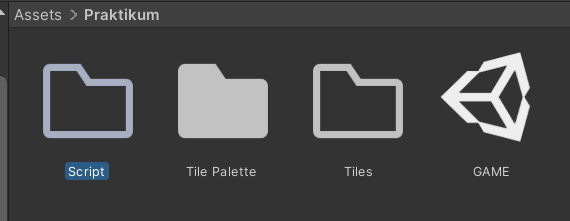 Assets > Praktikum
Script Tile Palette Tiles GAME